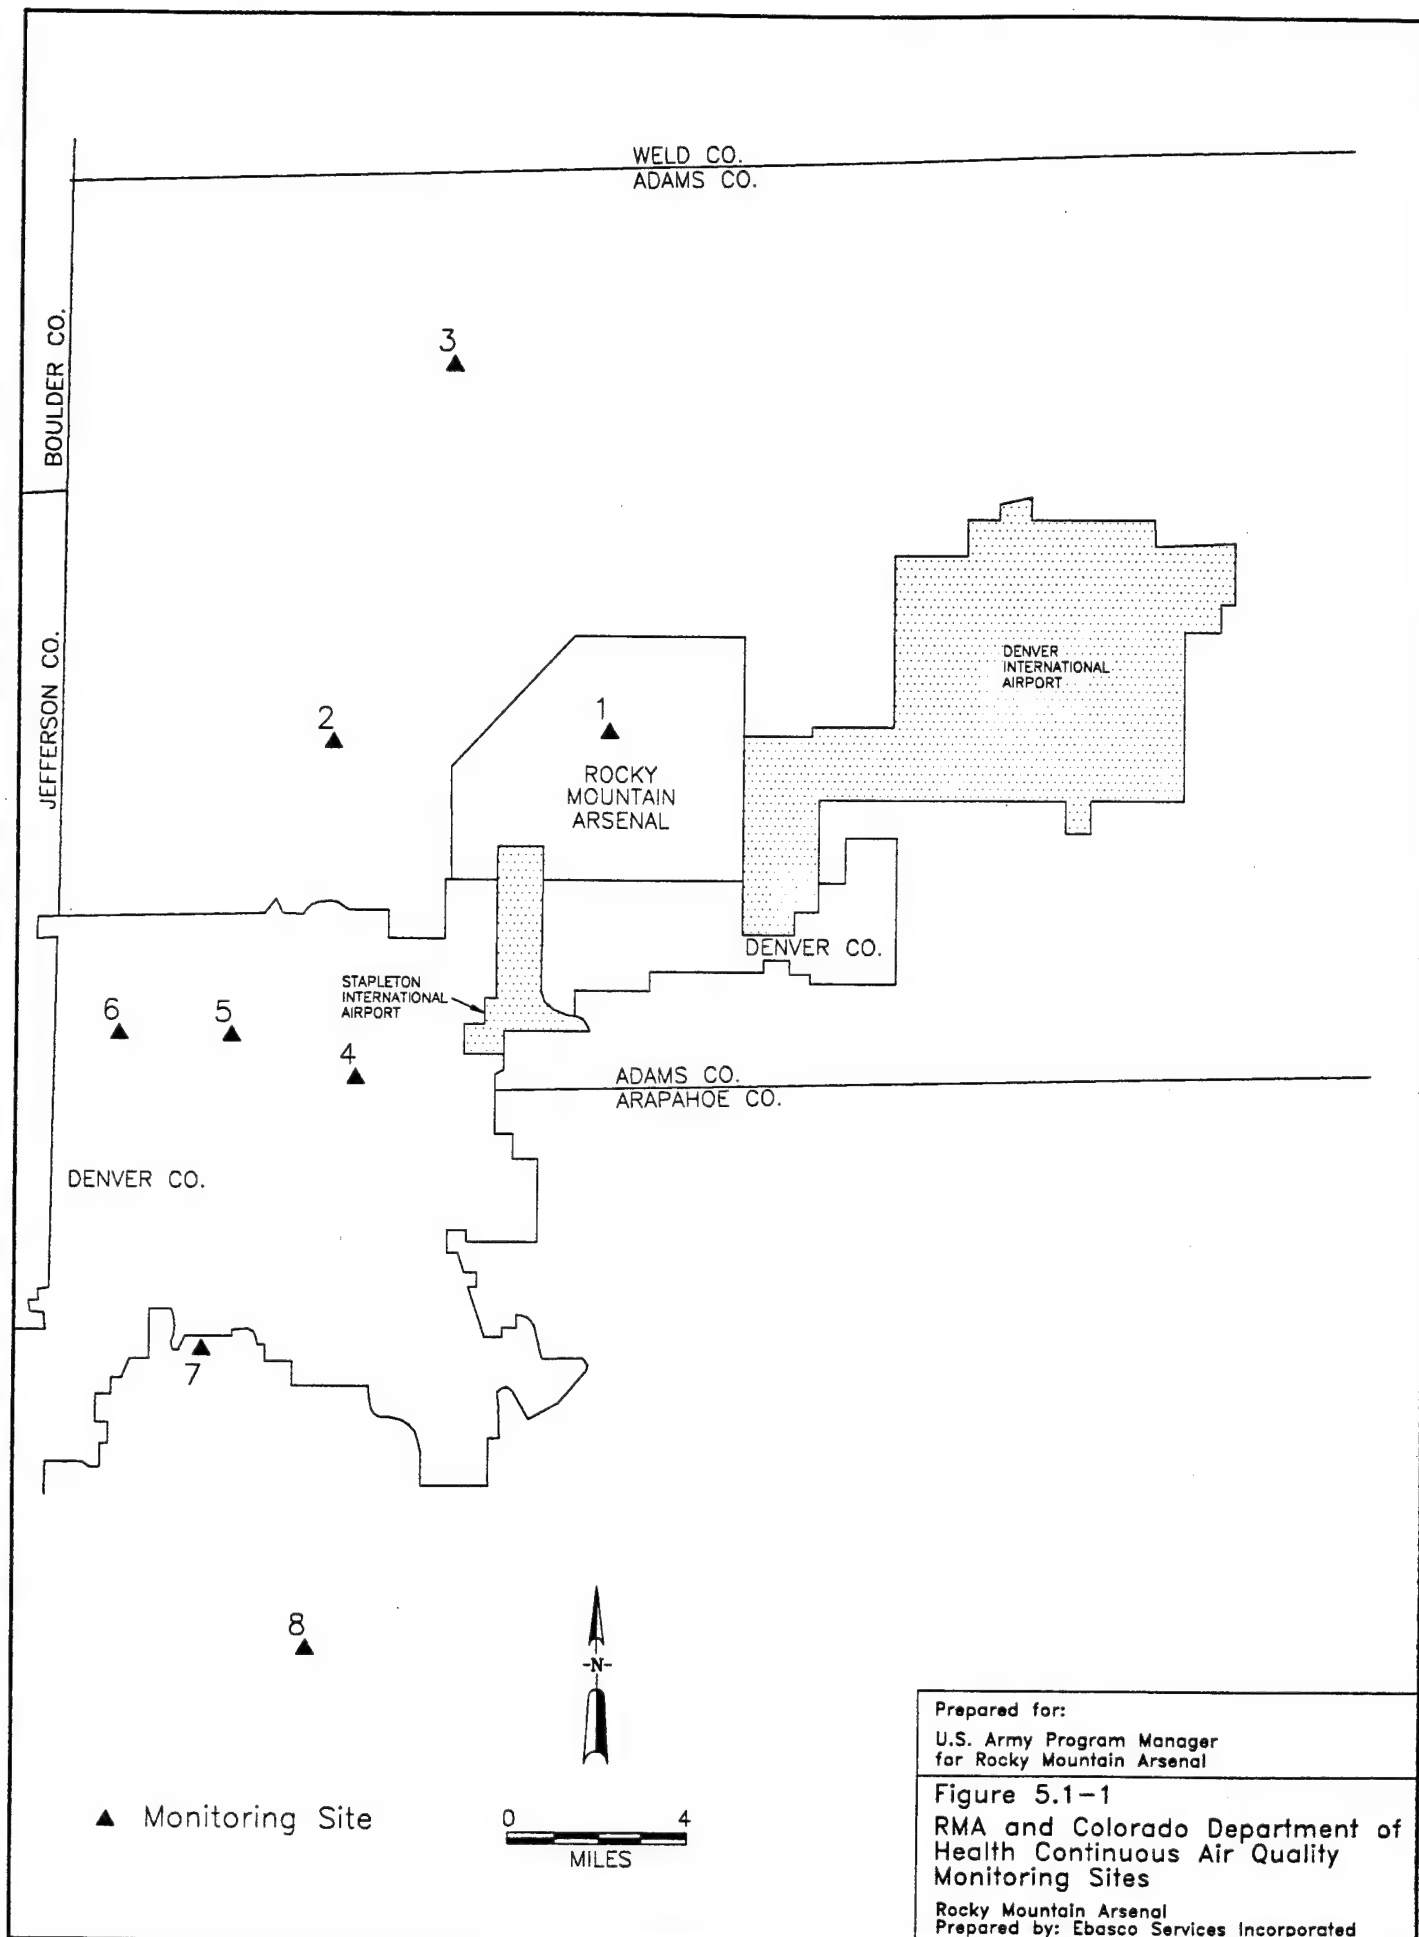 WELD CO.
ADAMS CO.
BOULDER CO.
3
JEFFERSON CO.
DENVER
INTERNATIONAL
AIRPORT
2
1
ROCKY
MOUNTAIN
ARSENAL
DENVER CO.
STAPLETON
INTERNATIONAL
AIRPORT
6
5
4
ADAMS CO.
ARAPAHOE CO.
DENVER CO.
7
8
-N-
▲ Monitoring Site
0 4
MILES
Prepared for:
U.S. Army Program Manager
for Rocky Mountain Arsenal
Figure 5.1-1
RMA and Colorado Department of
Health Continuous Air Quality
Monitoring Sites
Rocky Mountain Arsenal
Prepared by: Ebasco Services Incorporated